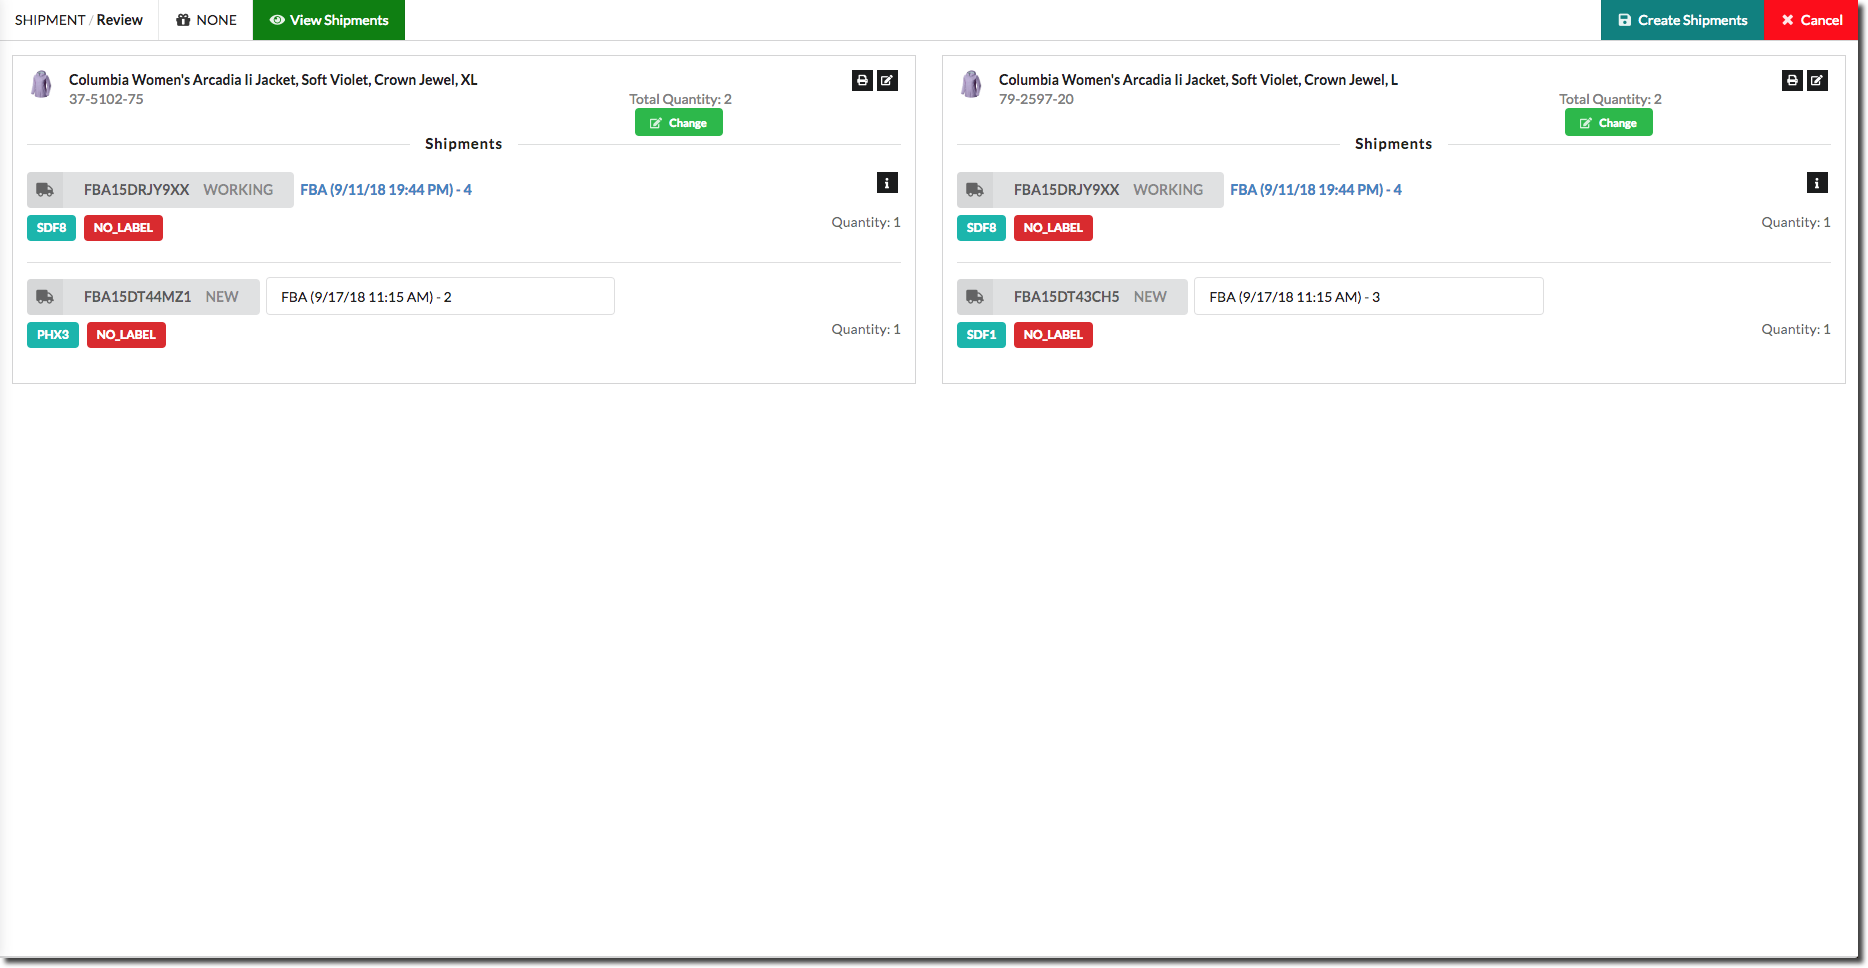 SHIPMENT / Review
NONE
View Shipments
Create Shipments
Cancel
Columbia Women's Arcadia Ii Jacket, Soft Violet, Crown Jewel, XL
37-5102-75
Total Quantity: 2
Change
Shipments
FBA15DRJY9XX WORKING FBA (9/11/18 19:44 PM) - 4
SDF8 NO_LABEL
Quantity: 1
FBA15DT44MZ1 NEW FBA (9/17/18 11:15 AM) - 2
PHX3 NO_LABEL
Quantity: 1
Columbia Women's Arcadia Ii Jacket, Soft Violet, Crown Jewel, L
79-2597-20
Total Quantity: 2
Change
Shipments
FBA15DRJY9XX WORKING FBA (9/11/18 19:44 PM) - 4
SDF8 NO_LABEL
Quantity: 1
FBA15DT43CH5 NEW FBA (9/17/18 11:15 AM) - 3
SDF1 NO_LABEL
Quantity: 1